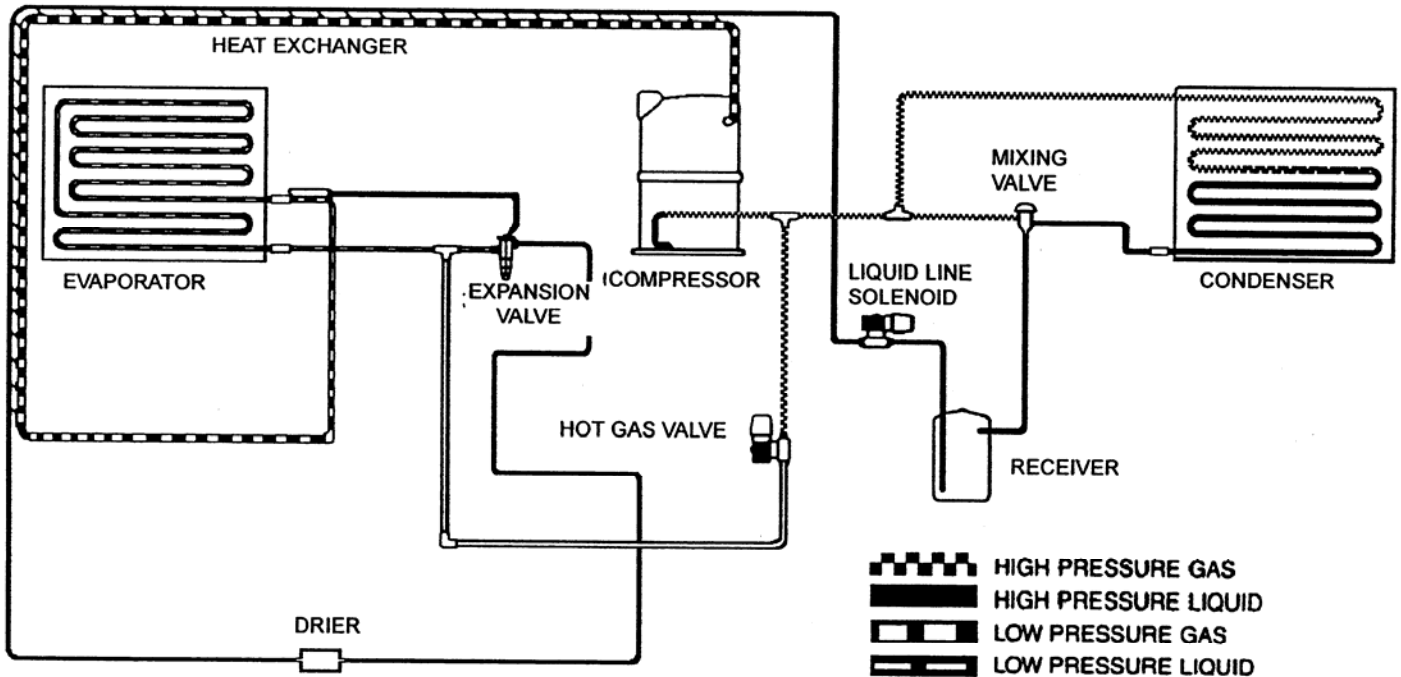 HEAT EXCHANGER
EVAPORATOR
EXPANSION
VALVE
COMPRESSOR
MIXING
VALVE
LIQUID LINE
SOLENOID
CONDENSER
HOT GAS VALVE
RECEIVER
DRIER
HIGH PRESSURE GAS
HIGH PRESSURE LIQUID
LOW PRESSURE GAS
LOW PRESSURE LIQUID